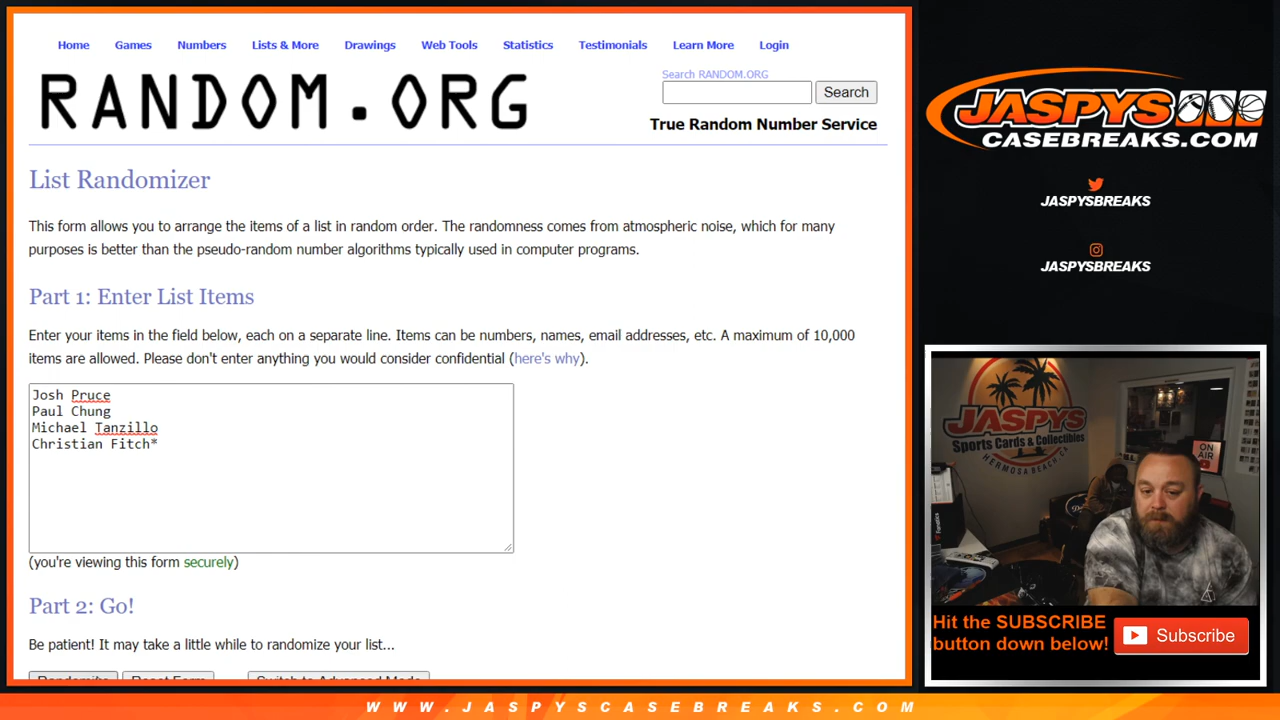 Home Games Numbers Lists & More Drawings Web Tools Statistics Testimonials Learn More Login
RANDOM.ORG
Search RANDOM.ORG
Search
True Random Number Service
List Randomizer
This form allows you to arrange the items of a list in random order. The randomness comes from atmospheric noise, which for many
purposes is better than the pseudo-random number algorithms typically used in computer programs.
Part 1: Enter List Items
Enter your items in the field below, each on a separate line. Items can be numbers, names, email addresses, etc. A maximum of 10,000
items are allowed. Please don't enter anything you would consider confidential (here's why).
Josh Pruce
Paul Chung
Michael Tanzillo
Christian Fitch*
(you're viewing this form securely)
Part 2: Go!
Be patient! It may take a little while to randomize your list...
Randomize Reset Form Switch to Advanced Mode
JASPYS
CASEBREAKS.COM
JASPYSBREAKS
JASPYSBREAKS
JASPYS
Sports Cards & Collectibles
HERMOSA BEACH, CA
ON
AIR
Hit the SUBSCRIBE
button down below!
Subscribe
WWW.JASPYSCASEBREAKS.COM